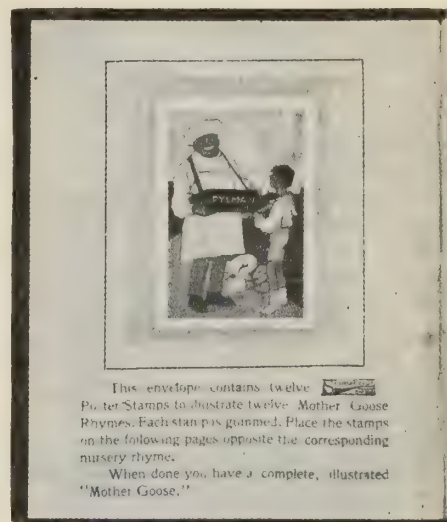 PYEMAN
This envelope contains twelve
Poster Stamps to illustrate twelve Mother Goose
Rhymes. Each stamp is gummed. Place the stamps
on the following pages opposite the corresponding
nursery rhyme.
When done you have a complete, illustrated
"Mother Goose."